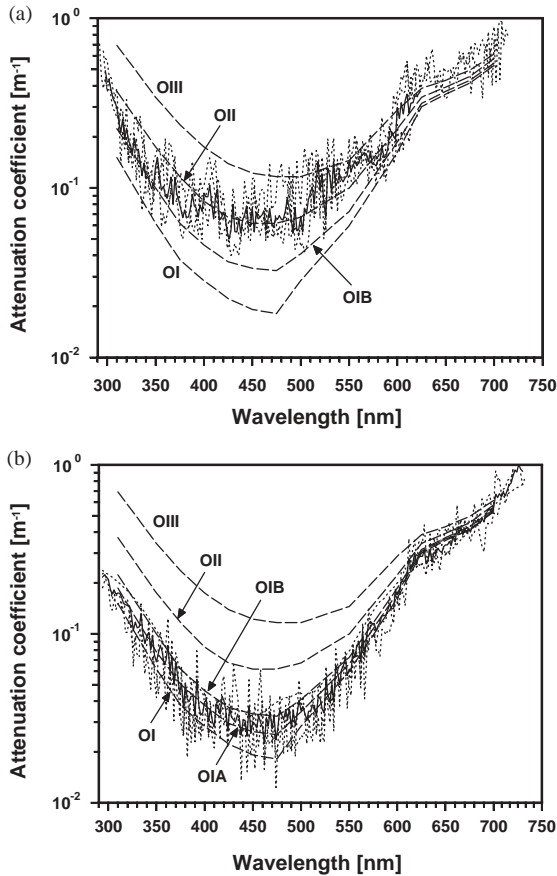 (a)
10⁰
OIII
OII
10⁻¹
OI
OIB
10⁻²
300 350 400 450 500 550 600 650 700 750
Attenuation coefficient [m⁻¹]
Wavelength [nm]
(b)
10⁰
OIII
OII
OIB
10⁻¹
OI
OIA
10⁻²
300 350 400 450 500 550 600 650 700 750
Attenuation coefficient [m⁻¹]
Wavelength [nm]